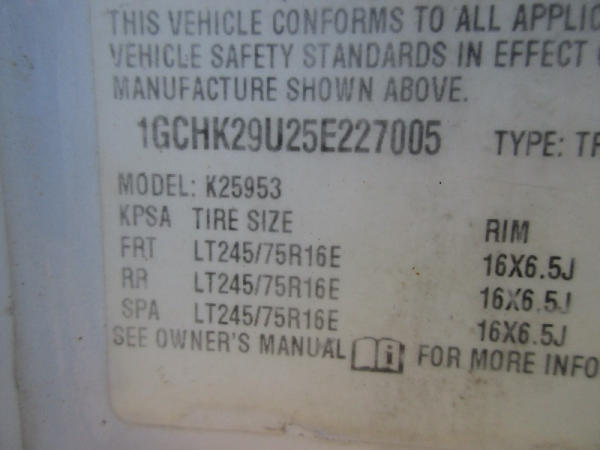 THIS VEHICLE CONFORMS TO ALL APPLIC
VEHICLE SAFETY STANDARDS IN EFFECT
MANUFACTURE SHOWN ABOVE.
1GCHK29U25E227005 TYPE: TR
MODEL: K25953
KPSA TIRE SIZE RIM
FRT LT245/75R16E 16X6.5J
RR LT245/75R16E 16X6.5J
SPA LT245/75R16E 16X6.5J
SEE OWNER'S MANUAL FOR MORE INFO